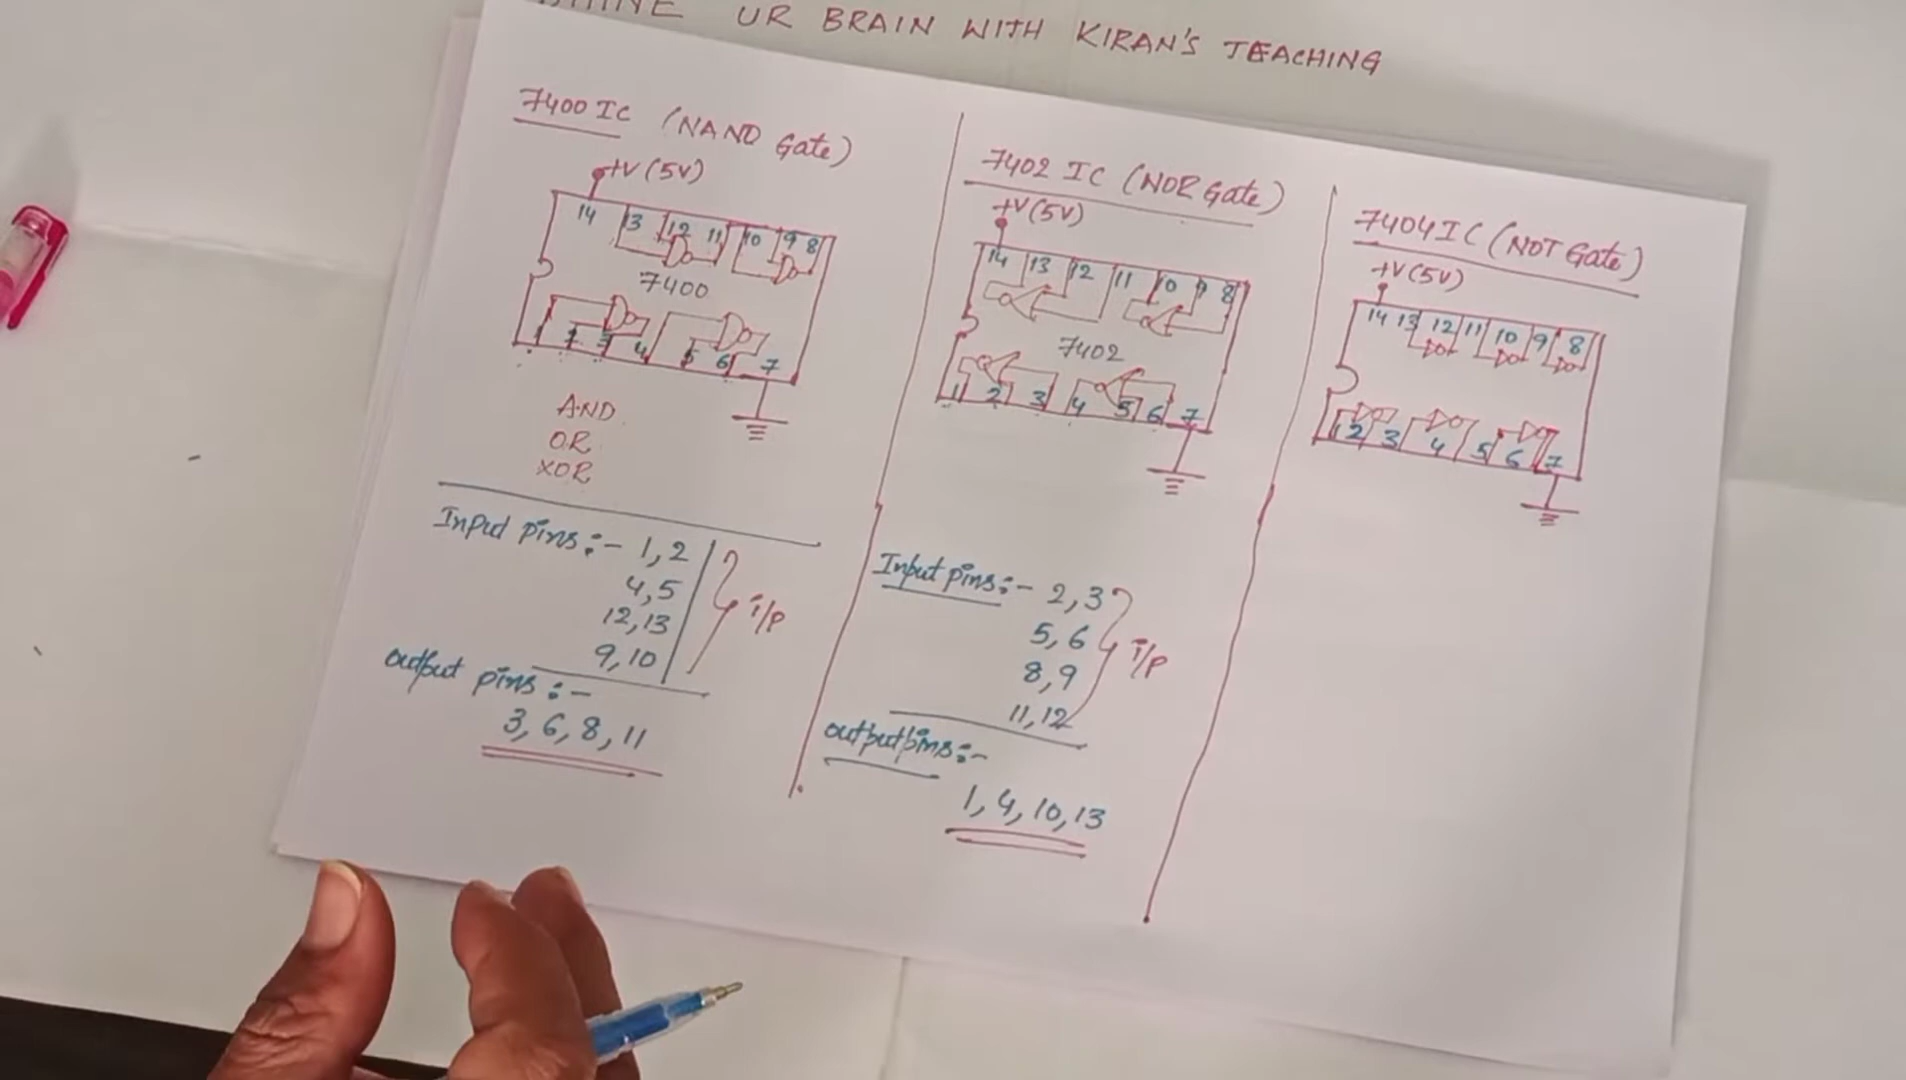 UR BRAIN WITH KIRAN'S TEACHING
7400 IC (NAND Gate)
+V (5V)
14 13 12 11 10 9 8
7400
1 2 3 4 5 6 7
AND
OR
XOR
Input pins:- 1, 2
4, 5
12, 13
9, 10
i/p
output pins:-
3, 6, 8, 11
7402 IC (NOR Gate)
+V (5V)
14 13 12 11 10 9 8
7402
1 2 3 4 5 6 7
Input pins:- 2, 3
5, 6
8, 9
11, 12
i/p
output pins:-
1, 4, 10, 13
7404 IC (NOT Gate)
+V (5V)
14 13 12 11 10 9 8
1 2 3 4 5 6 7